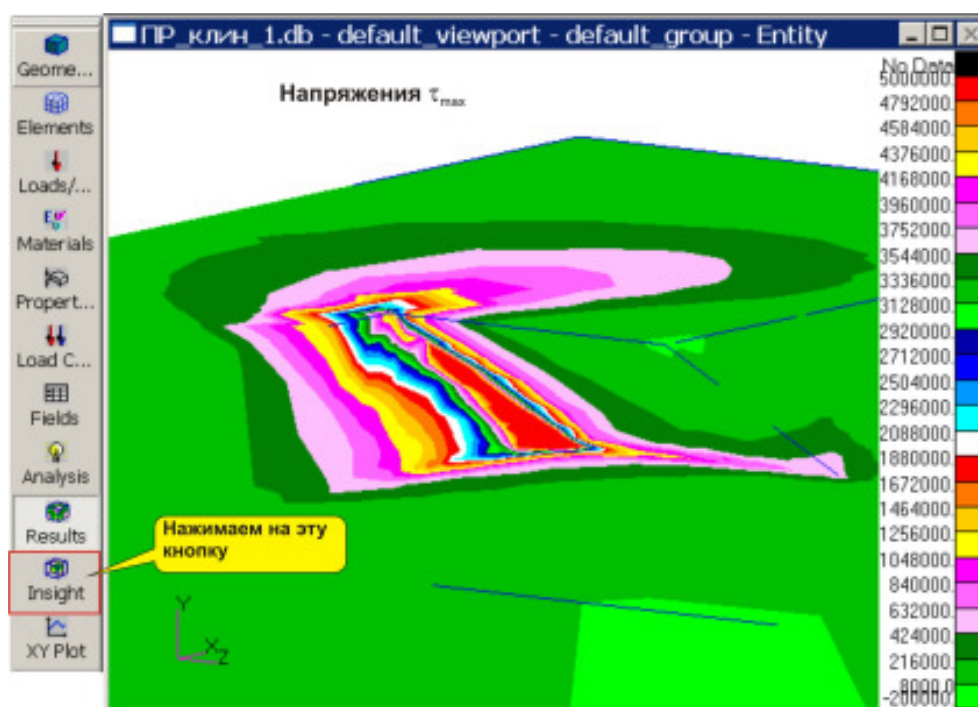 ПР_клин_1.db - default_viewport - default_group - Entity
Geome...
Elements
Loads/...
Materials
Propert...
Load C...
Fields
Analysis
Results
Insight
XY Plot
Напряжения τmax
Нажимаем на эту
кнопку
Y
X
Z
No Data
5000000.
4792000.
4584000.
4376000.
4168000.
3960000.
3752000.
3544000.
3336000.
3128000.
2920000.
2712000.
2504000.
2296000.
2088000.
1880000.
1672000.
1464000.
1256000.
1048000.
840000.
632000.
424000.
216000.
8000.0
-200000.